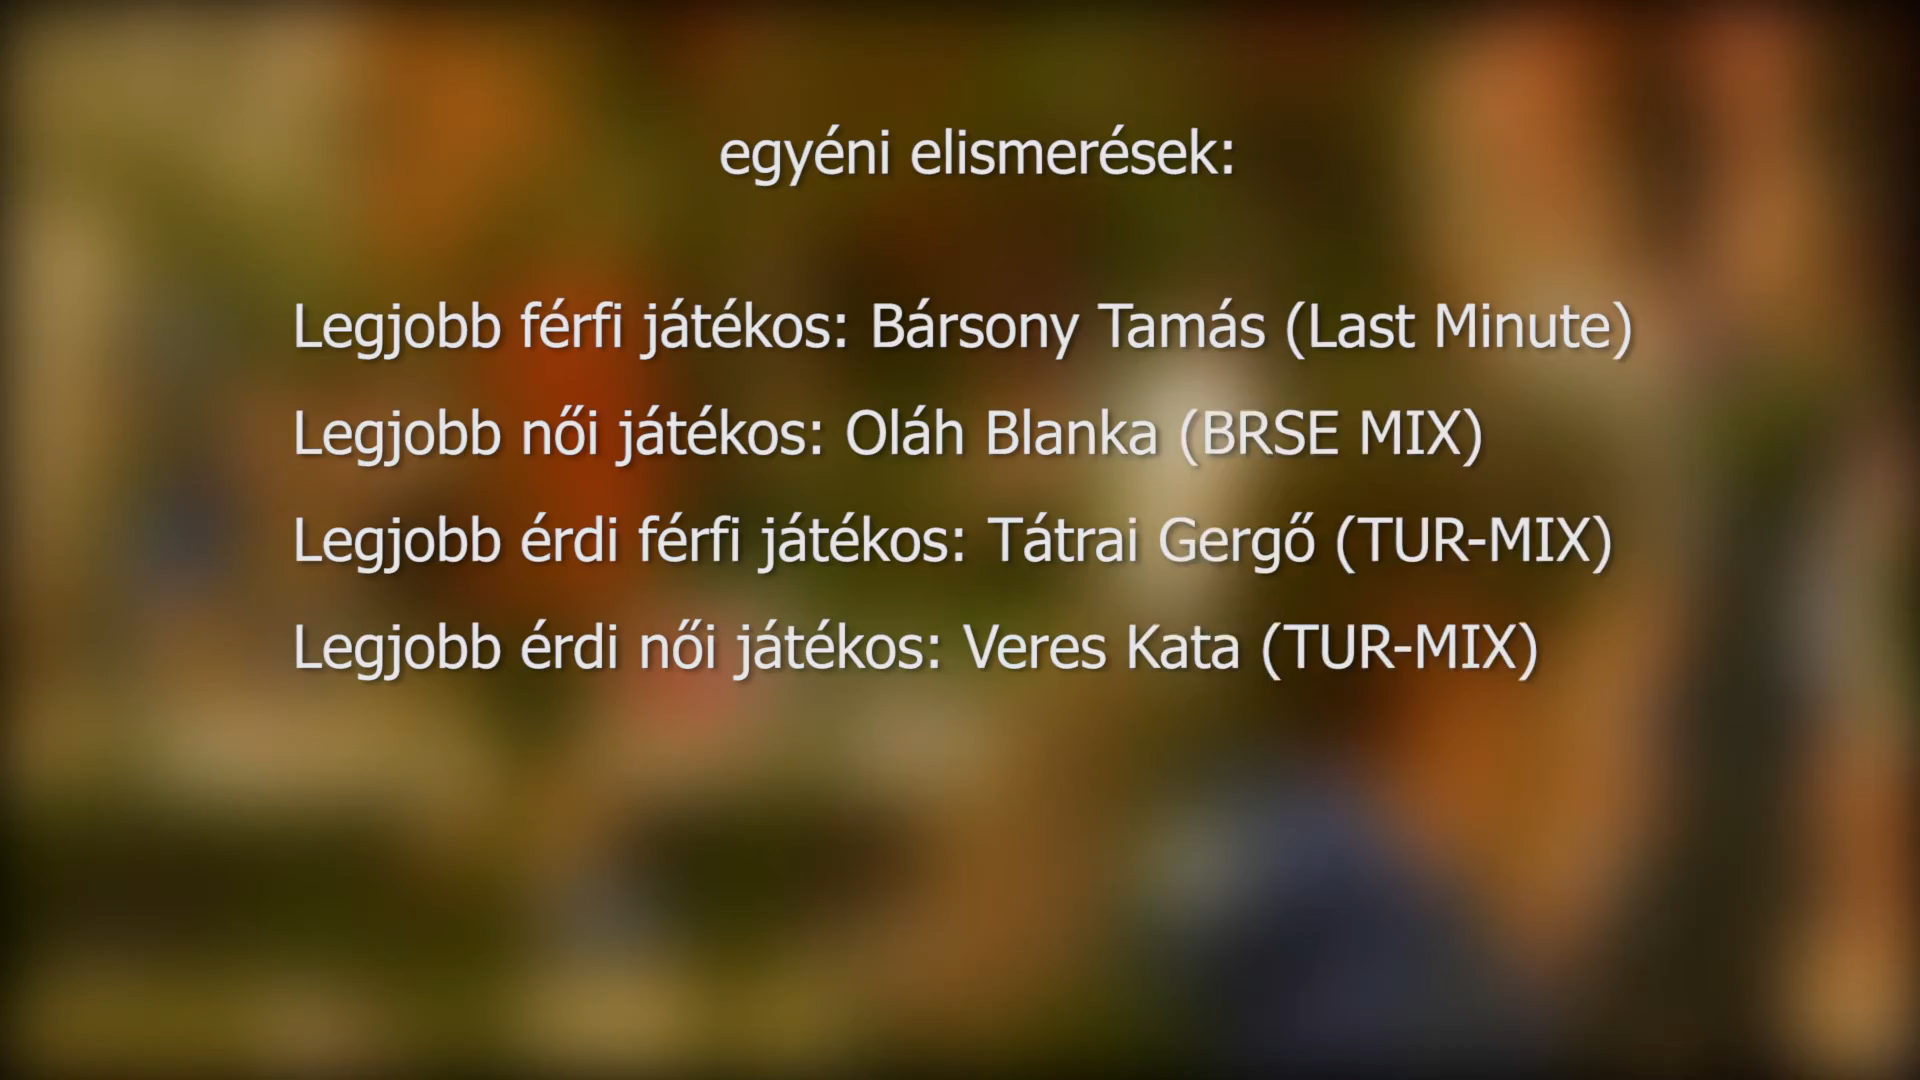 egyéni elismerések:
Legjobb férfi játékos: Bársony Tamás (Last Minute)
Legjobb női játékos: Oláh Blanka (BRSE MIX)
Legjobb érdi férfi játékos: Tátrai Gergő (TUR-MIX)
Legjobb érdi női játékos: Veres Kata (TUR-MIX)